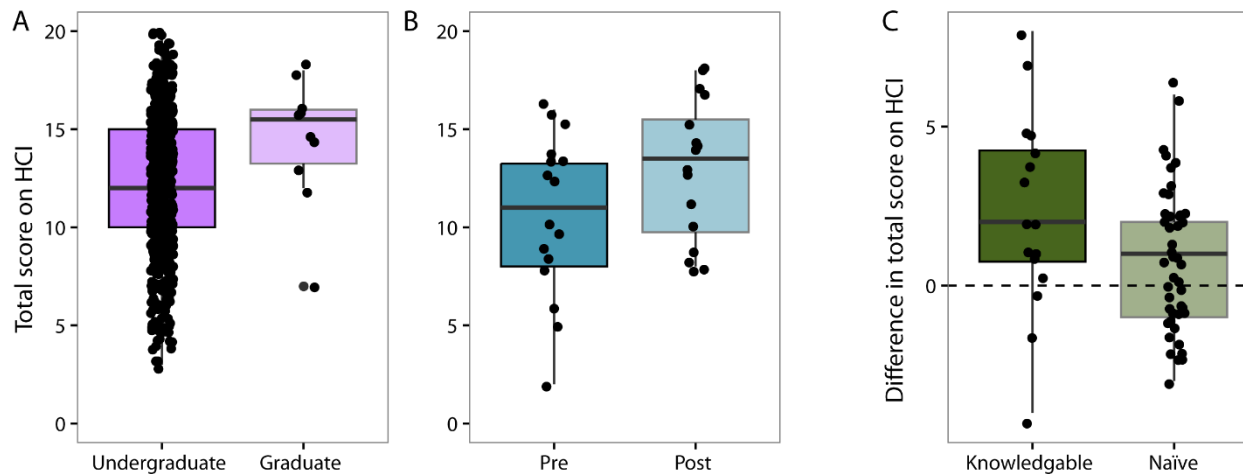 A
Total score on HCI
20
15
10
5
0
Undergraduate Graduate
B
20
15
10
5
0
Pre Post
C
Difference in total score on HCI
5
0
Knowledgable Naïve